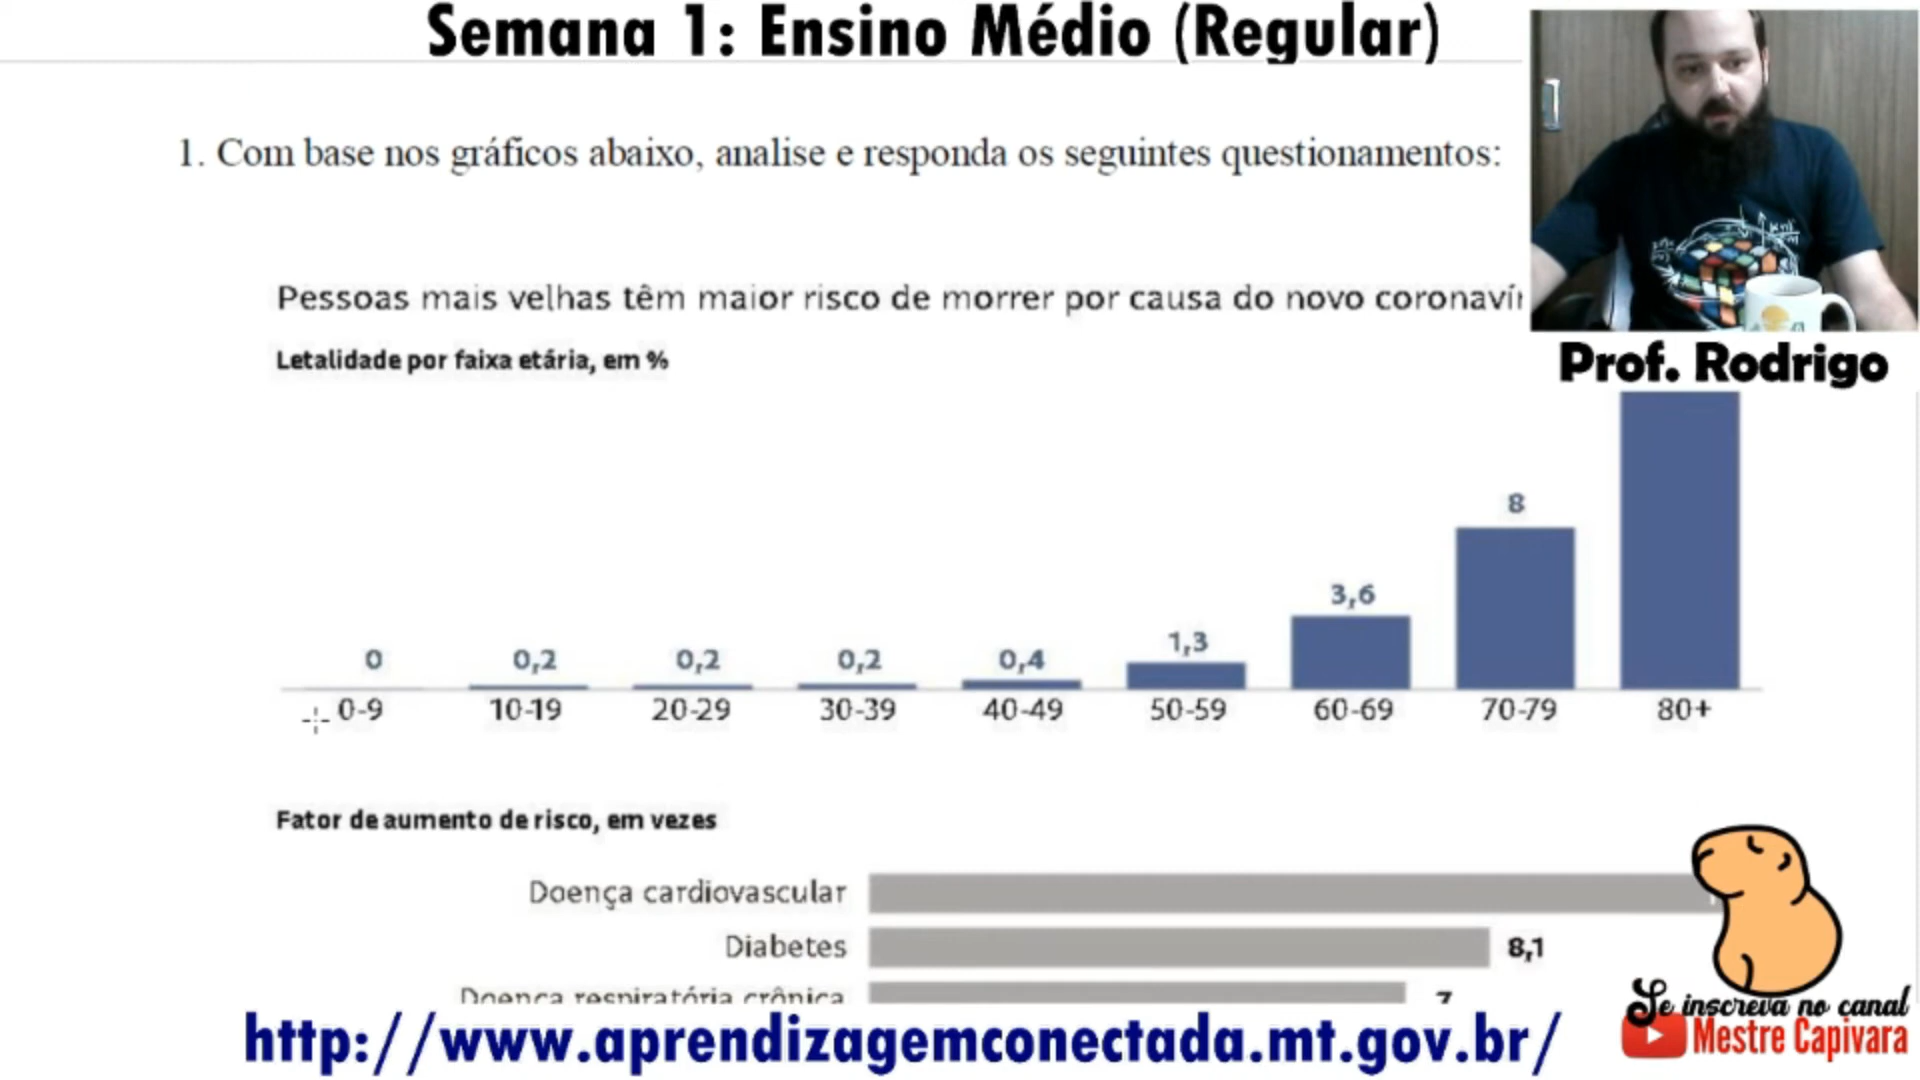 Semana 1: Ensino Médio (Regular)
1. Com base nos gráficos abaixo, analise e responda os seguintes questionamentos:
Pessoas mais velhas têm maior risco de morrer por causa do novo
Prof. Rodrigo
Letalidade por faixa etária, em %
0 0,2 0,2 0,2 0,4 1,3 3,6 8
0-9 10-19 20-29 30-39 40-49 50-59 60-69 70-79 80+
Fator de aumento de risco, em vezes
Doença cardiovascular
Diabetes 8,1
Doença respiratória crônica 7
Se inscreva no canal
Mestre Capivara
http://www.aprendizagemconectada.mt.gov.br/